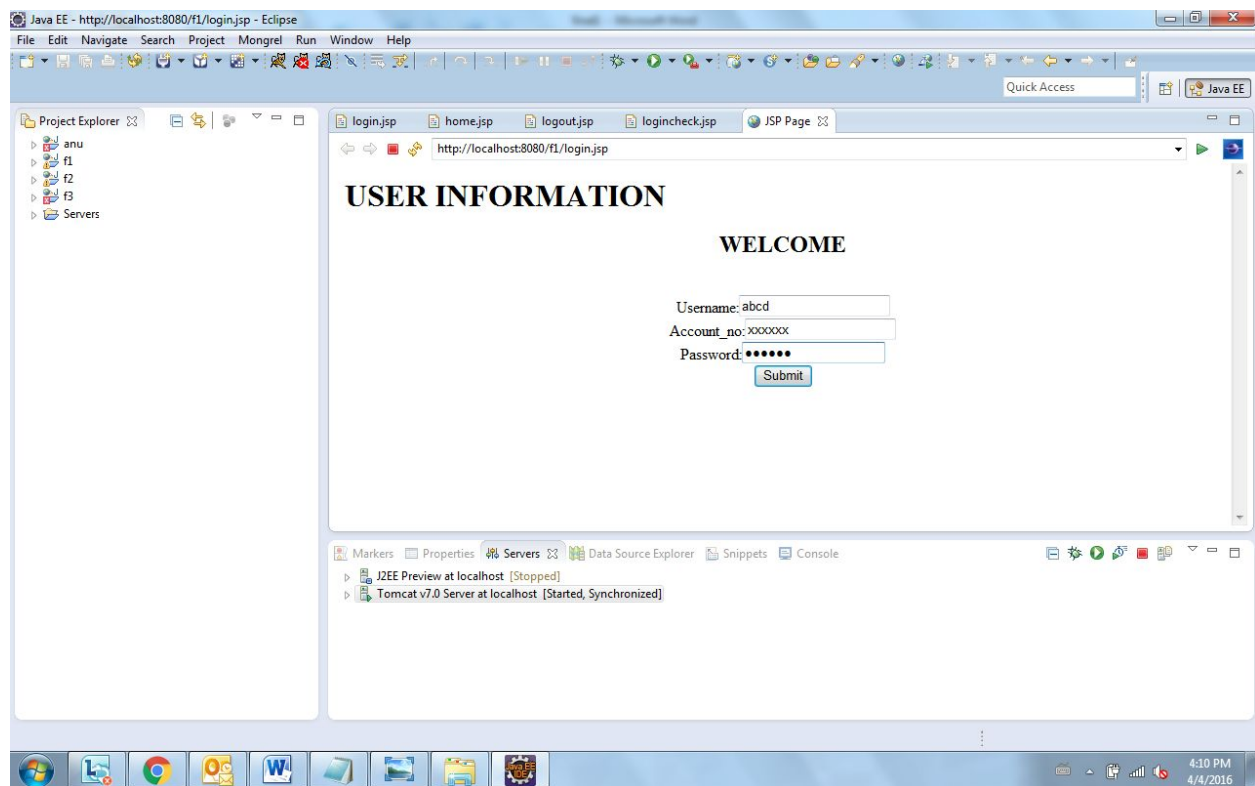 Java EE - http://localhost:8080/f1/login.jsp - Eclipse
File Edit Navigate Search Project Mongrel Run Window Help
Quick Access
Java EE
Project Explorer
anu
f1
f2
f3
Servers
login.jsp home.jsp logout.jsp logincheck.jsp JSP Page
http://localhost:8080/f1/login.jsp
USER INFORMATION
WELCOME
Username: abcd
Account_no: xxxxxx
Password: ••••••
Submit
Markers Properties Servers Data Source Explorer Snippets Console
J2EE Preview at localhost [Stopped]
Tomcat v7.0 Server at localhost [Started, Synchronized]
4:10 PM
4/4/2016